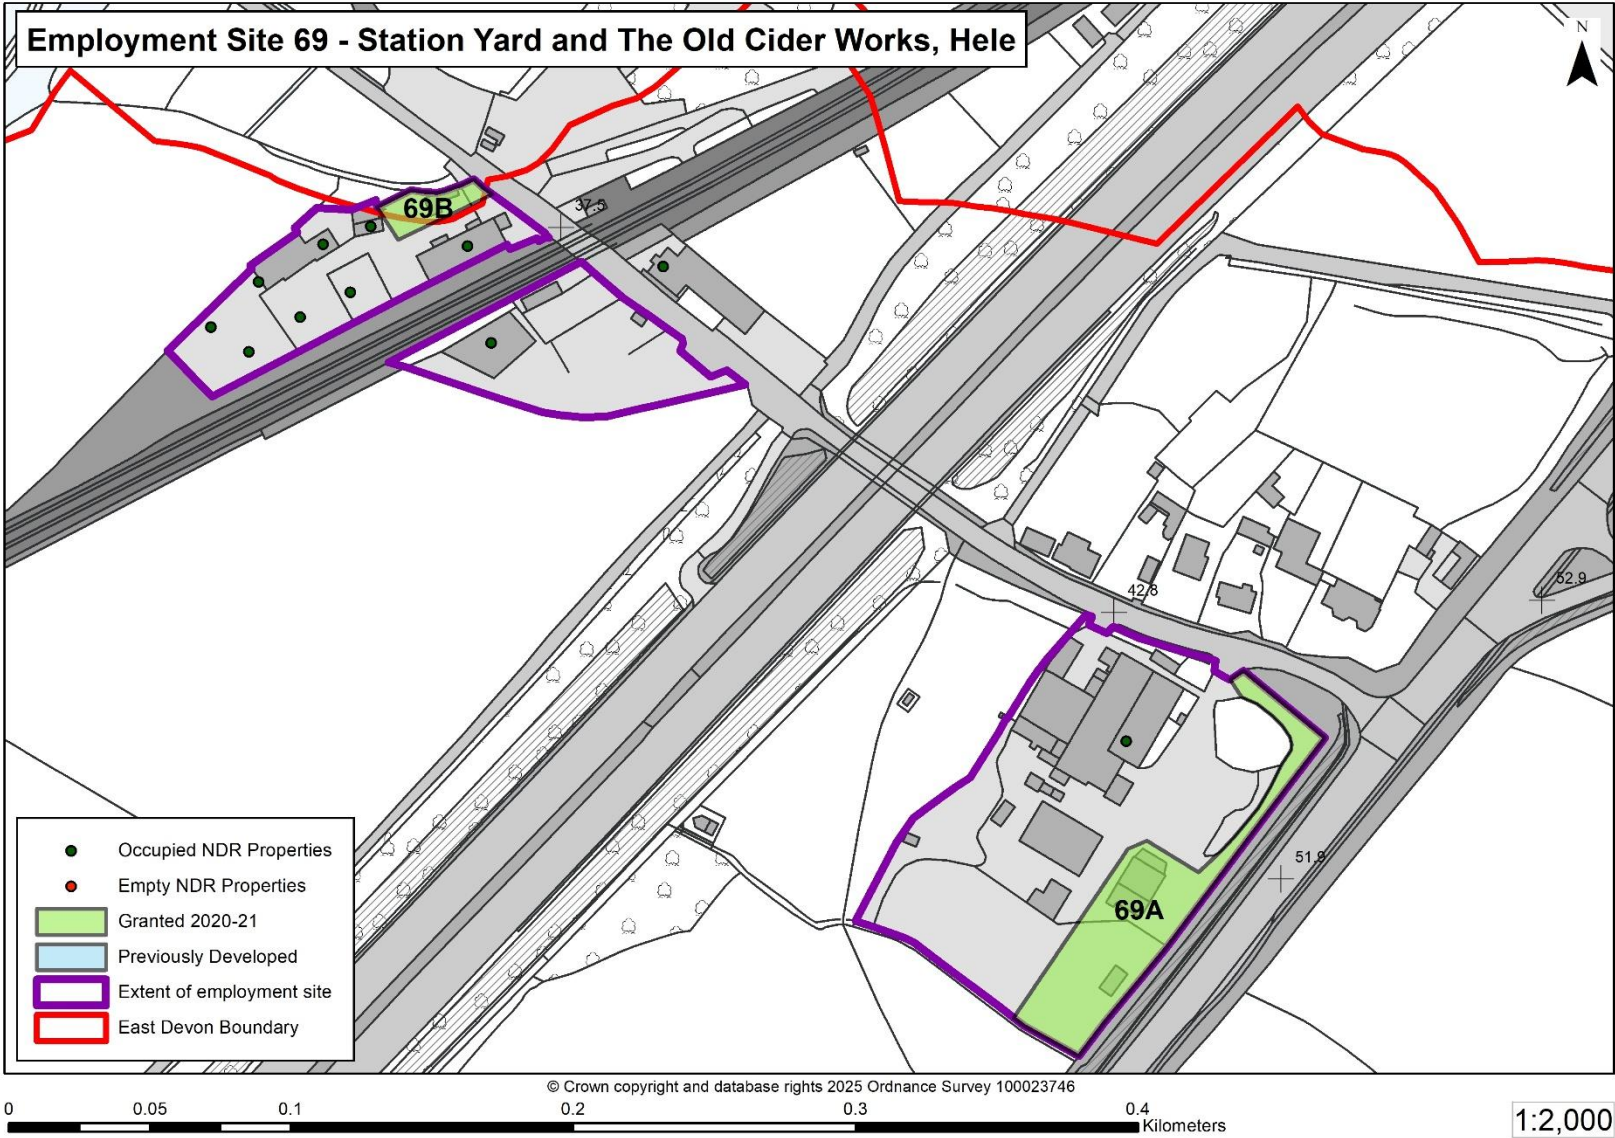 Employment Site 69 - Station Yard and The Old Cider Works, Hele
N
69B
37.5
42.8
52.9
51.9
69A
Occupied NDR Properties
Empty NDR Properties
Granted 2020-21
Previously Developed
Extent of employment site
East Devon Boundary
© Crown copyright and database rights 2025 Ordnance Survey 100023746
0 0.05 0.1 0.2 0.3 0.4
Kilometers
1:2,000